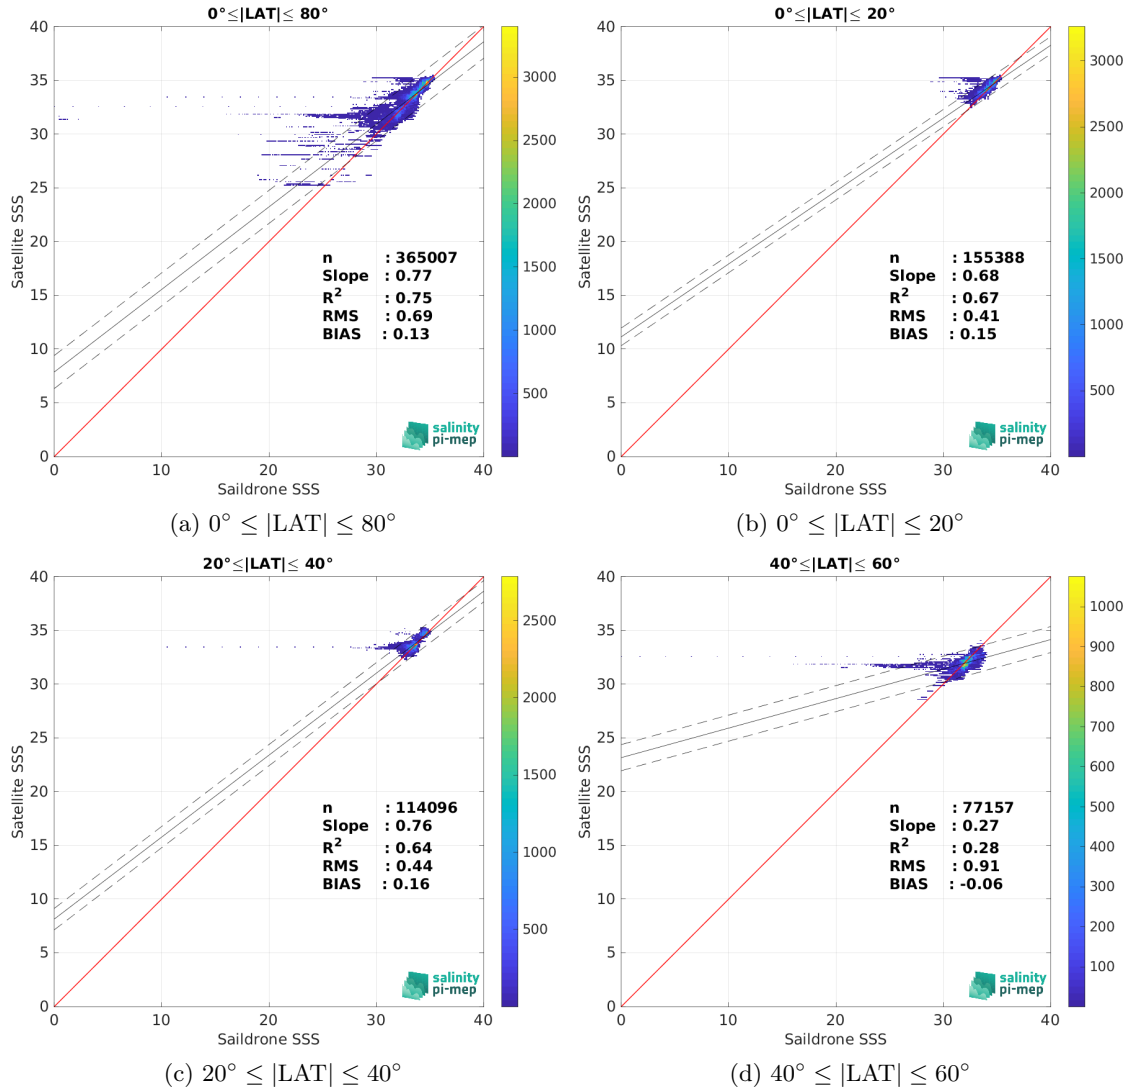 0°≤|LAT|≤ 80°
40
35
30
25
20
15
10
5
0
Satellite SSS
0
10
20
30
40
Saildrone SSS
n : 365007
Slope : 0.77
R² : 0.75
RMS : 0.69
BIAS : 0.13
salinity
pi-mep
3000
2500
2000
1500
1000
500
(a) 0° ≤ |LAT| ≤ 80°
0°≤|LAT|≤ 20°
40
35
30
25
20
15
10
5
0
Satellite SSS
0
10
20
30
40
Saildrone SSS
n : 155388
Slope : 0.68
R² : 0.67
RMS : 0.41
BIAS : 0.15
salinity
pi-mep
3000
2500
2000
1500
1000
500
(b) 0° ≤ |LAT| ≤ 20°
20°≤|LAT|≤ 40°
40
35
30
25
20
15
10
5
0
Satellite SSS
0
10
20
30
40
Saildrone SSS
n : 114096
Slope : 0.76
R² : 0.64
RMS : 0.44
BIAS : 0.16
salinity
pi-mep
2500
2000
1500
1000
500
(c) 20° ≤ |LAT| ≤ 40°
40°≤|LAT|≤ 60°
40
35
30
25
20
15
10
5
0
Satellite SSS
0
10
20
30
40
Saildrone SSS
n : 77157
Slope : 0.27
R² : 0.28
RMS : 0.91
BIAS : -0.06
salinity
pi-mep
1000
900
800
700
600
500
400
300
200
100
(d) 40° ≤ |LAT| ≤ 60°